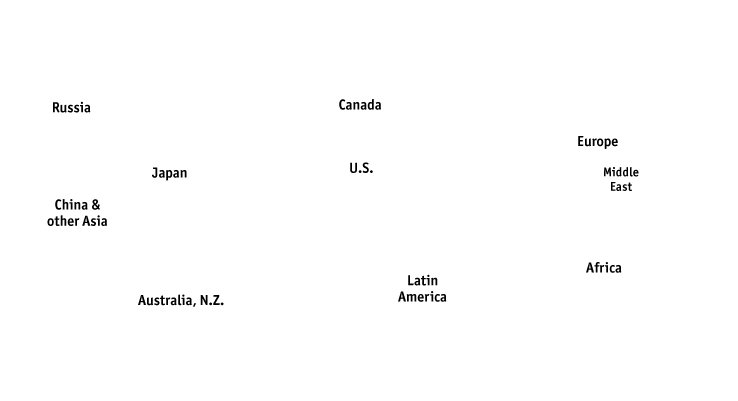 Russia
Canada
Europe
Japan
U.S.
Middle
East
China &
other Asia
Africa
Latin
America
Australia, N.Z.